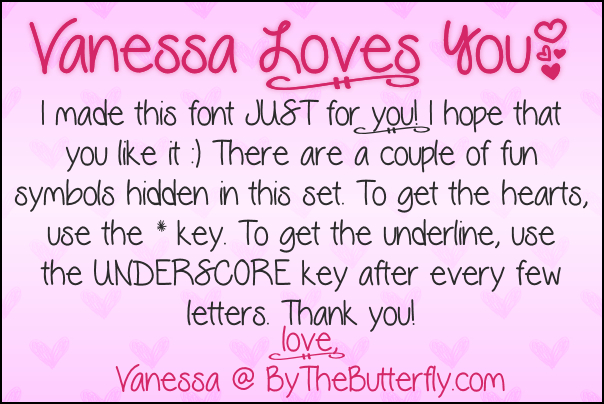 Vanessa Loves You
I made this font JUST for you! I hope that
you like it :) There are a couple of fun
symbols hidden in this set. To get the hearts,
use the * key. To get the underline, use
the UNDERSCORE key after every few
letters. Thank you!
love,
Vanessa @ ByTheButterfly.com